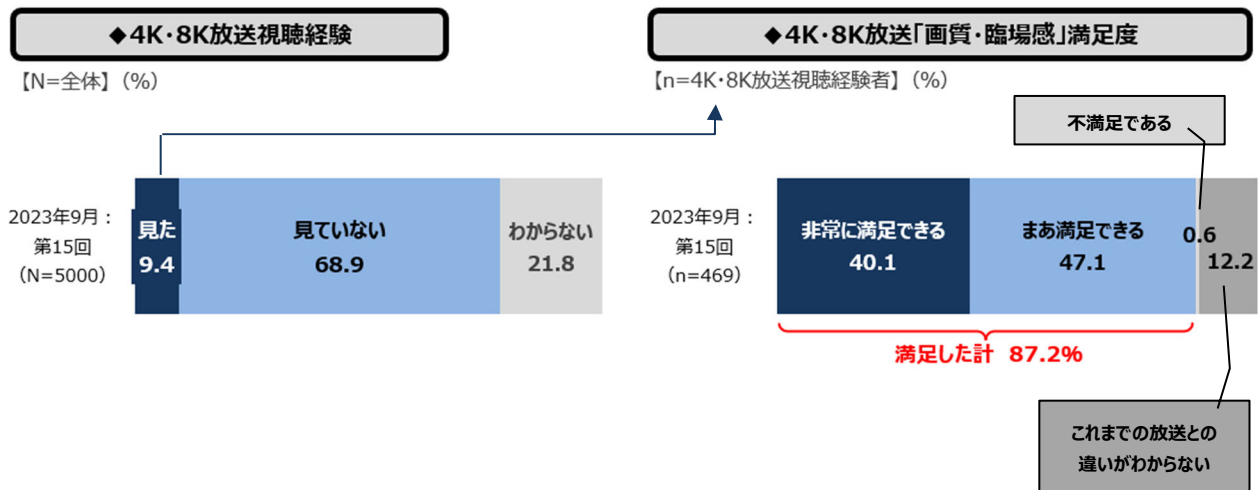 ◆4K・8K放送視聴経験
【N=全体】（%）
2023年9月：
第15回
（N=5000）
見た
9.4
見ていない
68.9
わからない
21.8
◆4K・8K放送「画質・臨場感」満足度
【n=4K・8K放送視聴経験者】（%）
不満足である
2023年9月：
第15回
（n=469）
非常に満足できる
40.1
まあ満足できる
47.1
0.6
12.2
満足した計 87.2%
これまでの放送との
違いがわからない